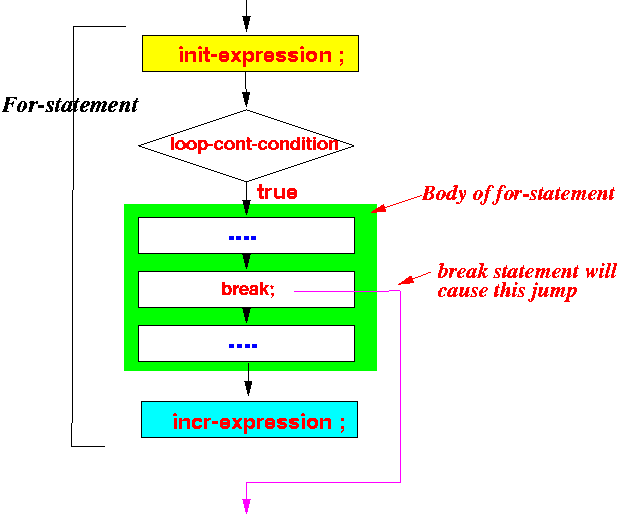 init-expression ;
For-statement
loop-cont-condition
true
Body of for-statement
....
break statement will
cause this jump
break;
....
incr-expression ;